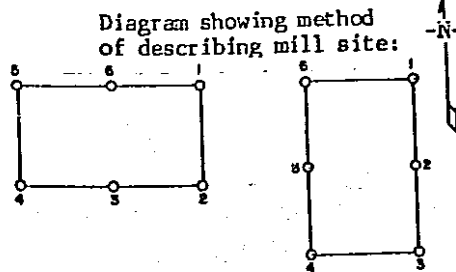 Diagram showing method
of describing mill site:
-N-
5 6 1
4 3 2
6 1
5 2
4 3